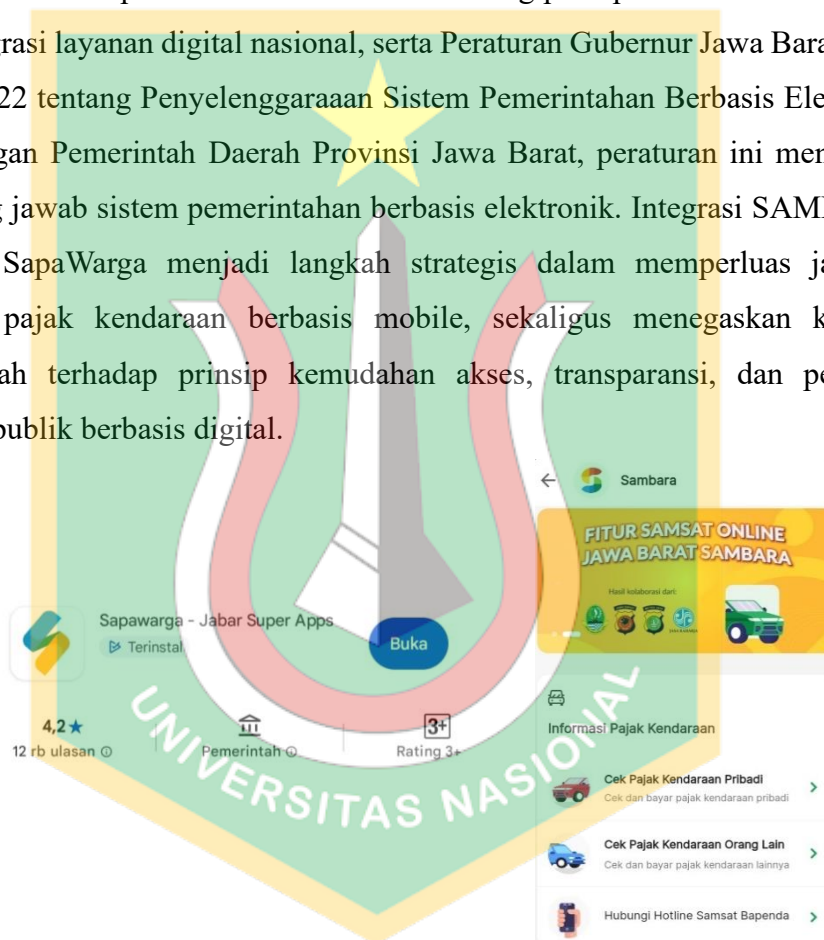 grasi layanan digital nasional, serta Peraturan Gubernur Jawa Bara
22 tentang Penyelenggaraaan Sistem Pemerintahan Berbasis Ele
gan Pemerintah Daerah Provinsi Jawa Barat, peraturan ini men
g jawab sistem pemerintahan berbasis elektronik. Integrasi SAM
SapaWarga menjadi langkah strategis dalam memperluas ja
pajak kendaraan berbasis mobile, sekaligus menegaskan k
ah terhadap prinsip kemudahan akses, transparansi, dan pe
publik berbasis digital.
Sambara
FITUR SAMSAT ONLINE
JAWA BARAT SAMBARA
Hasil kolaborasi dari:
Sapawarga - Jabar Super Apps
Terinstal
Buka
4,2★
12 rb ulasan
Pemerintah
3+
Rating 3+
Informasi Pajak Kendaraan
Cek Pajak Kendaraan Pribadi
Cek dan bayar pajak kendaraan pribadi
Cek Pajak Kendaraan Orang Lain
Cek dan bayar pajak kendaraan lainnya
Hubungi Hotline Samsat Bapenda
UNIVERSITAS NASIONAL